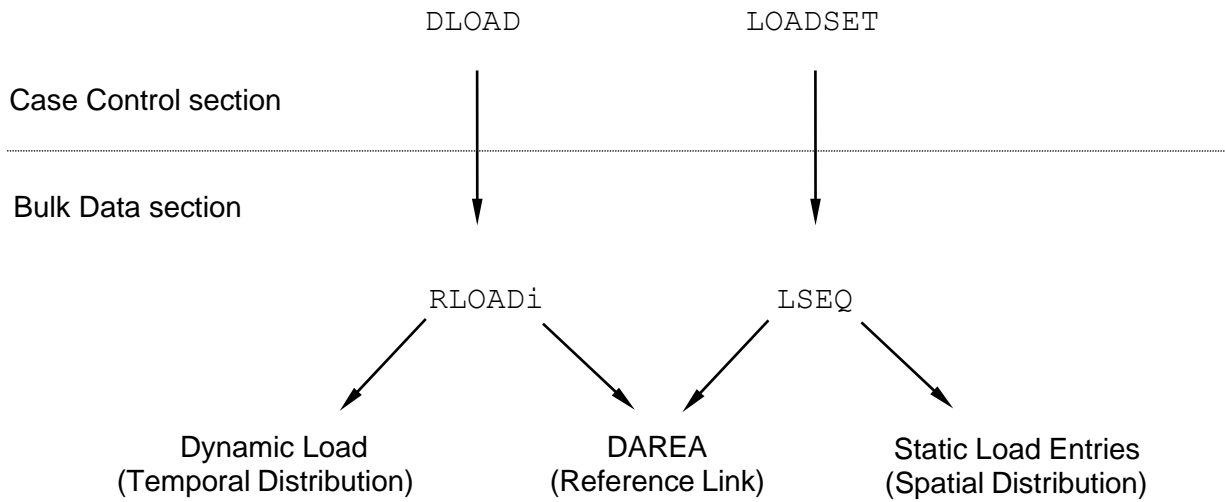 DLOAD LOADSET
Case Control section
Bulk Data section
RLOADi LSEQ
Dynamic Load
(Temporal Distribution)
DAREA
(Reference Link)
Static Load Entries
(Spatial Distribution)